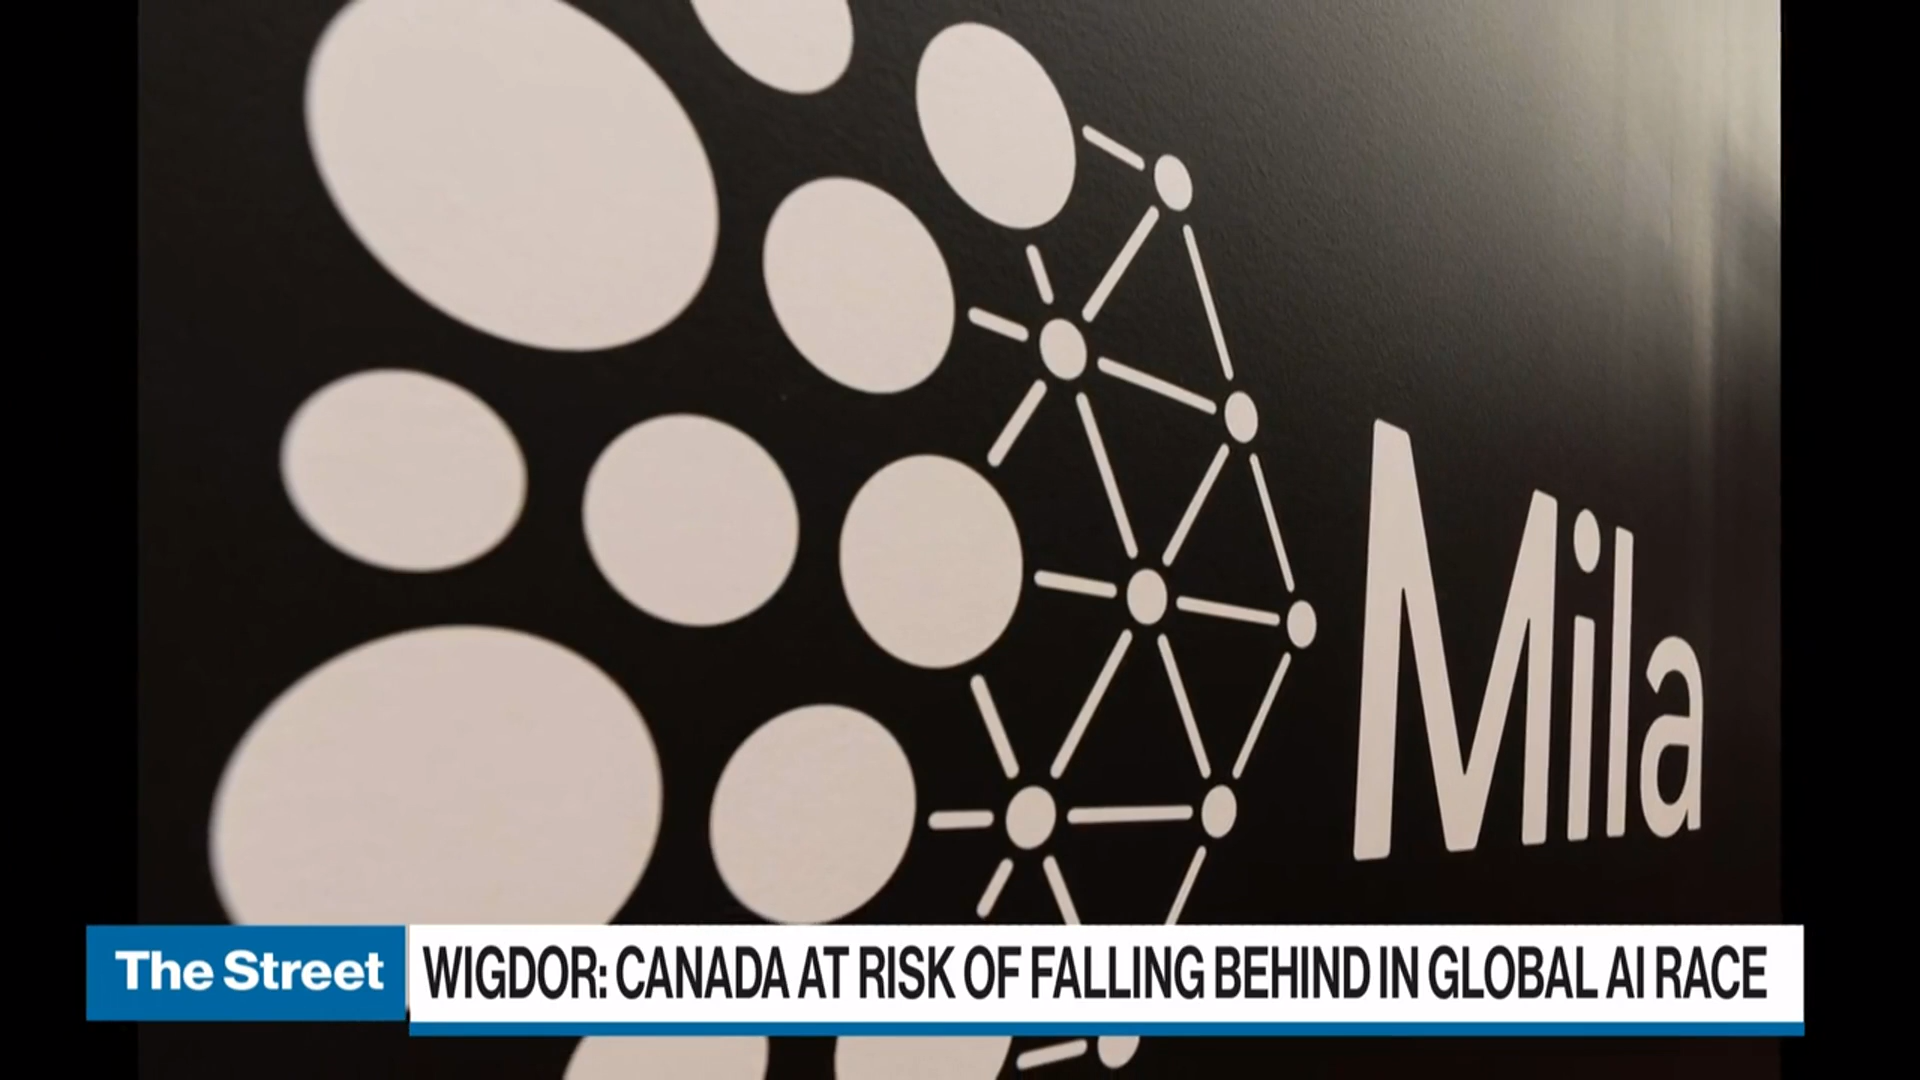 Mila
The Street
WIGDOR: CANADA AT RISK OF FALLING BEHIND IN GLOBAL AI RACE